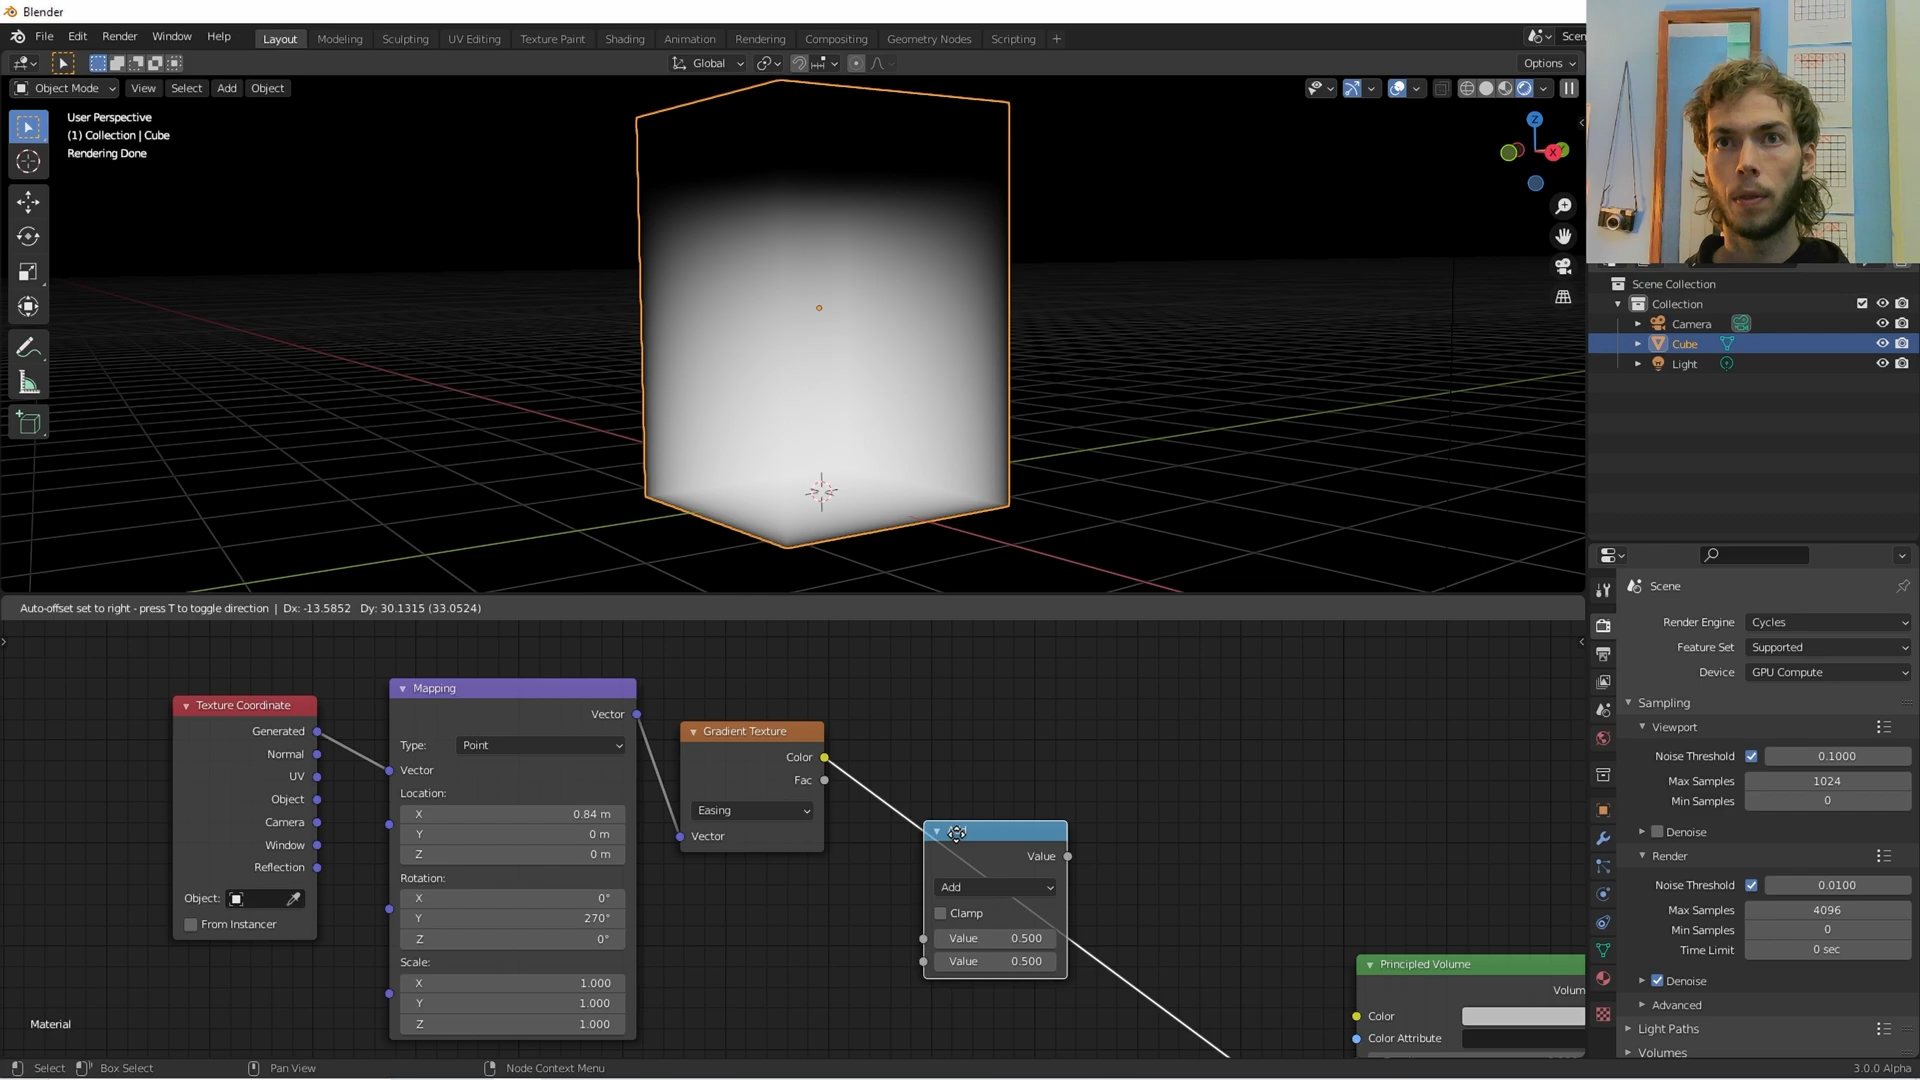 Blender
File Edit Render Window Help Layout Modeling Sculpting UV Editing Texture Paint Shading Animation Rendering Compositing Geometry Nodes Scripting + Scen
Global Options
Object Mode View Select Add Object
User Perspective
(1) Collection | Cube
Rendering Done
Z
X
Scene Collection
Collection
Camera
Cube
Light
Scene
Render Engine Cycles
Feature Set Supported
Device GPU Compute
Sampling
Viewport
Noise Threshold 0.1000
Max Samples 1024
Min Samples 0
Denoise
Render
Noise Threshold 0.0100
Max Samples 4096
Min Samples 0
Time Limit 0 sec
Denoise
Advanced
Light Paths
Volumes
Auto-offset set to right - press T to toggle direction | Dx: -13.5852 Dy: 30.1315 (33.0524)
Texture Coordinate
Generated
Normal
UV
Object
Camera
Window
Reflection
Object:
From Instancer
Mapping
Vector
Type: Point
Vector
Location:
X 0.84 m
Y 0 m
Z 0 m
Rotation:
X 0°
Y 270°
Z 0°
Scale:
X 1.000
Y 1.000
Z 1.000
Gradient Texture
Color
Fac
Easing
Vector
Value
Add
Clamp
Value 0.500
Value 0.500
Principled Volume
Volum
Color
Color Attribute
Material
Select Box Select Pan View Node Context Menu 3.0.0 Alpha